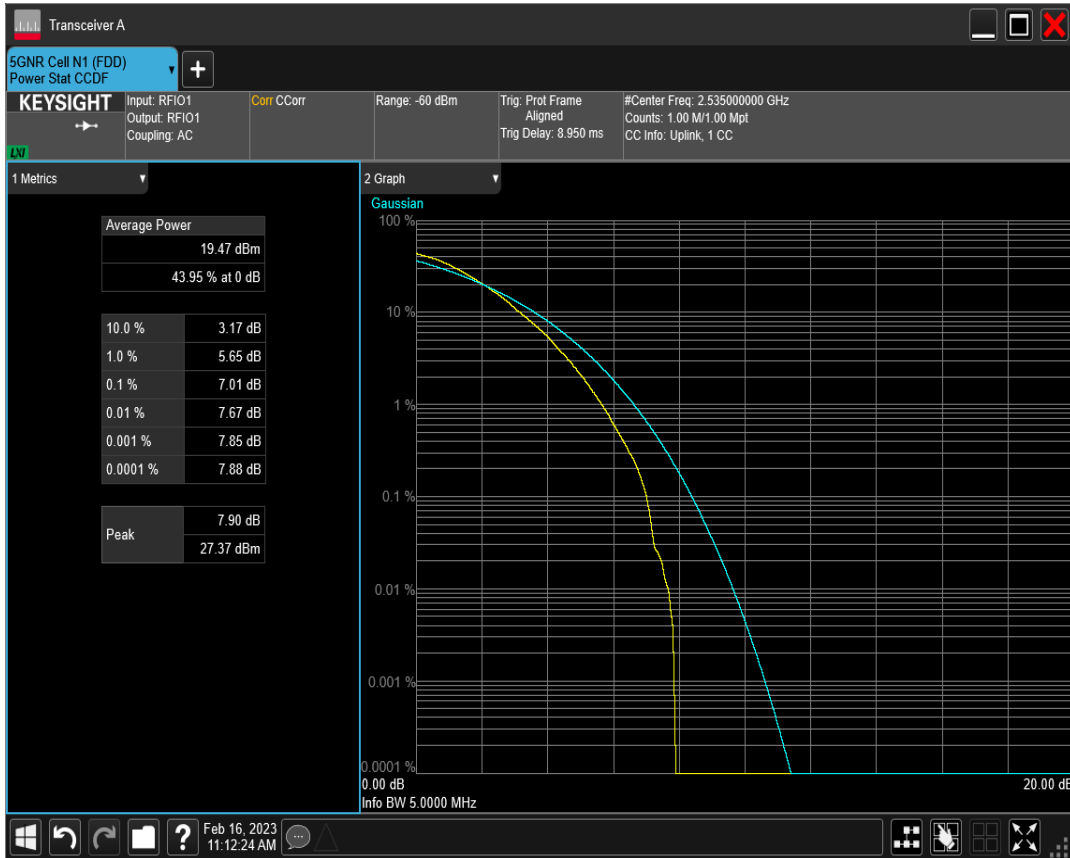 Transceiver A
5GNR Cell N1 (FDD)
Power Stat CCDF
+
KEYSIGHT
LXI
Input: RFIO1
Output: RFIO1
Coupling: AC
Corr CCorr
Range: -60 dBm
Trig: Prot Frame
Aligned
Trig Delay: 8.950 ms
#Center Freq: 2.535000000 GHz
Counts: 1.00 M/1.00 Mpt
CC Info: Uplink, 1 CC
1 Metrics
Average Power
19.47 dBm
43.95 % at 0 dB
10.0 % 3.17 dB
1.0 % 5.65 dB
0.1 % 7.01 dB
0.01 % 7.67 dB
0.001 % 7.85 dB
0.0001 % 7.88 dB
Peak
7.90 dB
27.37 dBm
2 Graph
Gaussian
100 %
10 %
1 %
0.1 %
0.01 %
0.001 %
0.0001 %
0.00 dB 20.00 dB
Info BW 5.0000 MHz
?
Feb 16, 2023
11:12:24 AM